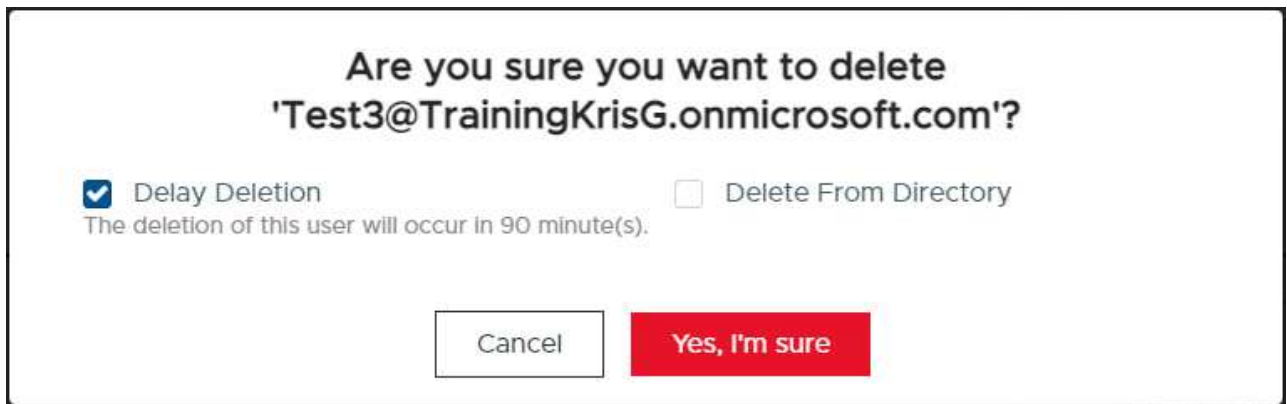 Are you sure you want to delete
'Test3@TrainingKrisG.onmicrosoft.com'?
Delay Deletion
Delete From Directory
The deletion of this user will occur in 90 minute(s).
Cancel
Yes, I'm sure